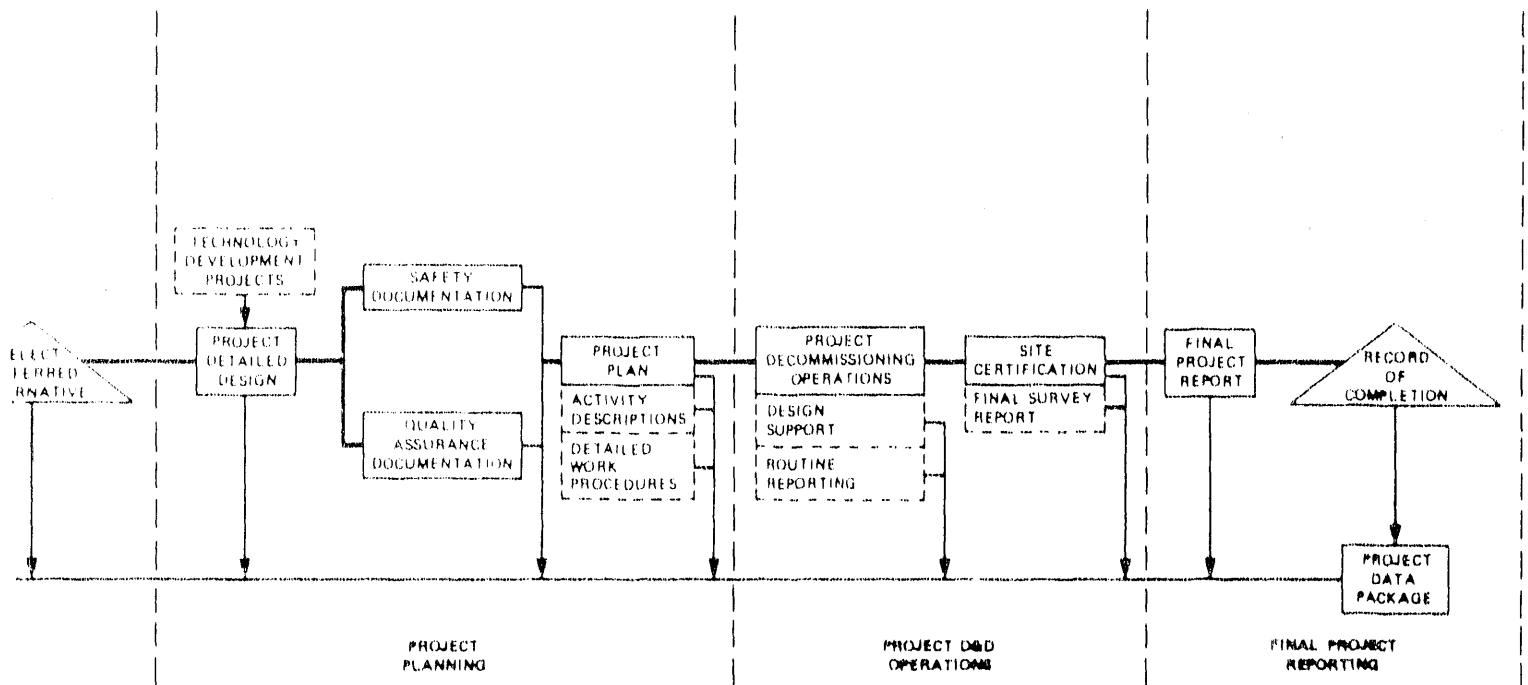 ELECT
FERRED
RNATIVE
TECHNOLOGY
DEVELOPMENT
PROJECTS
PROJECT
DETAILED
DESIGN
SAFETY
DOCUMENTATION
QUALITY
ASSURANCE
DOCUMENTATION
PROJECT
PLAN
ACTIVITY
DESCRIPTIONS
DETAILED
WORK
PROCEDURES
PROJECT
DECOMMISSIONING
OPERATIONS
DESIGN
SUPPORT
ROUTINE
REPORTING
SITE
CERTIFICATION
FINAL SURVEY
REPORT
FINAL
PROJECT
REPORT
RECORD
OF
COMPLETION
PROJECT
DATA
PACKAGE
PROJECT
PLANNING
PROJECT D&D
OPERATIONS
FINAL PROJECT
REPORTING